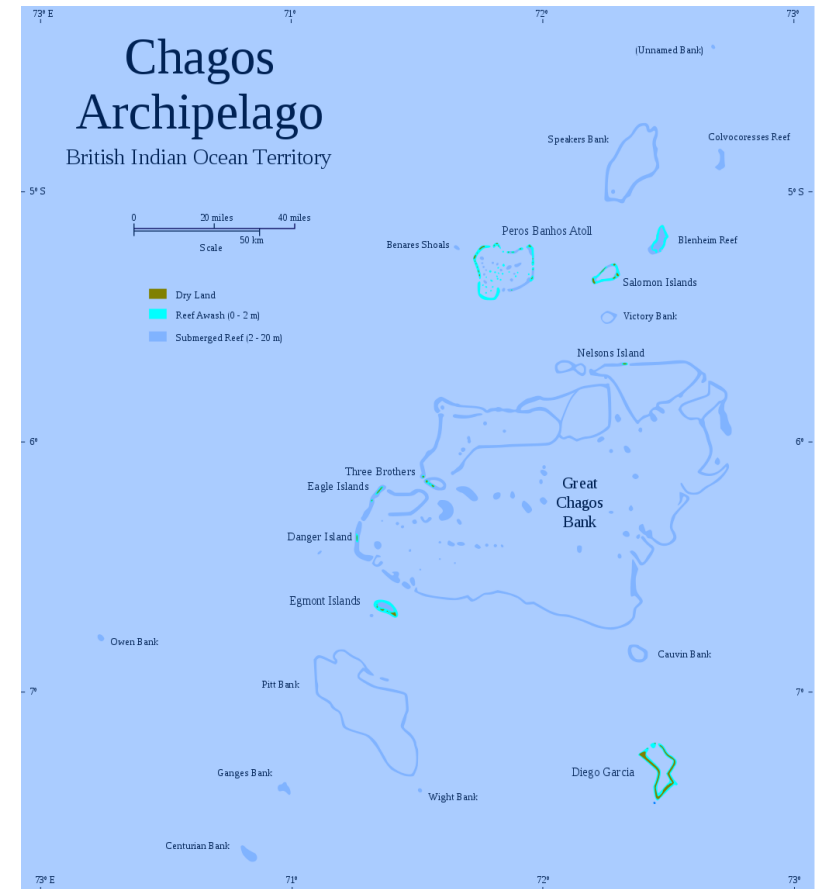 73° E
71°
72°
73°
Chagos
Archipelago
British Indian Ocean Territory
(Unnamed Bank)
Speakers Bank
Colvocoresses Reef
5° S
5° S
0
20 miles
40 miles
50 km
Scale
Peros Banhos Atoll
Benares Shoals
Blenheim Reef
Salomon Islands
Dry Land
Reef Awash (0 - 2 m)
Submerged Reef (2 - 20 m)
Victory Bank
Nelsons Island
6°
6°
Three Brothers
Eagle Islands
Great
Chagos
Bank
Danger Island
Egmont Islands
Owen Bank
Cauvin Bank
Pitt Bank
7°
7°
Diego Garcia
Ganges Bank
Wight Bank
Centurian Bank
73° E
71°
72°
73°